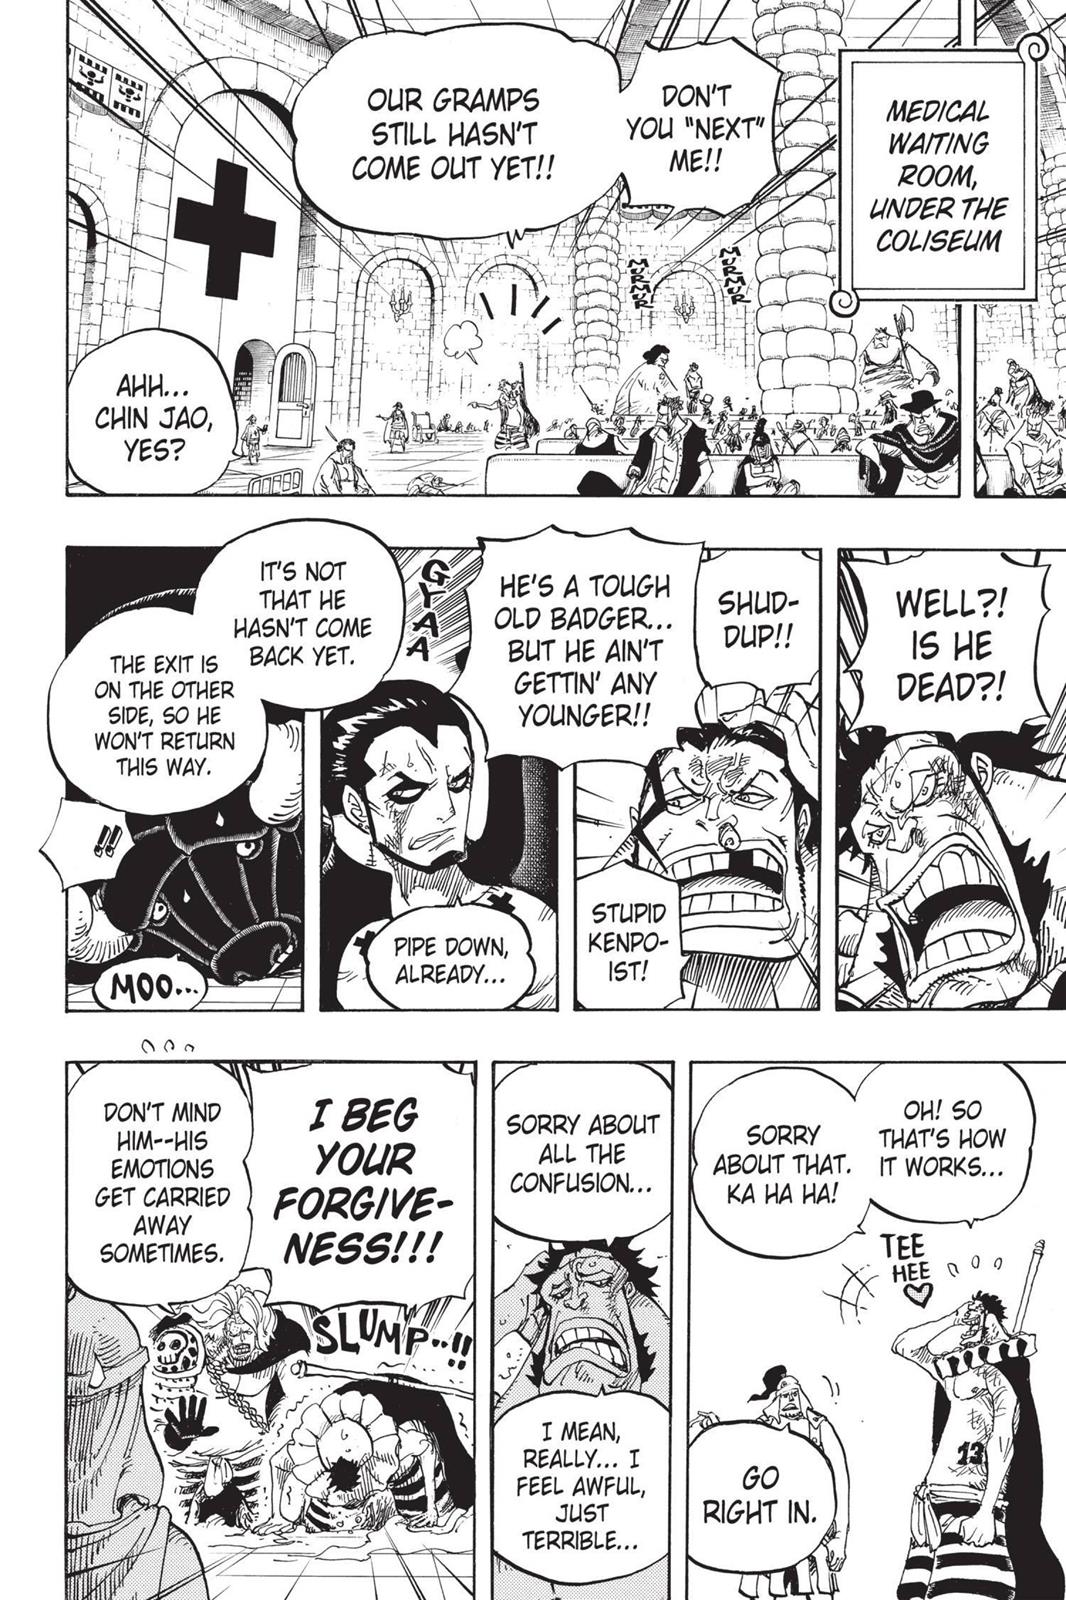 MEDICAL
WAITING
ROOM,
UNDER THE
COLISEUM
DON'T
YOU "NEXT"
ME!!
OUR GRAMPS
STILL HASN'T
COME OUT YET!!
MURMUR
MURMUR
MURMUR
MURMUR
AHH...
CHIN JAO,
YES?
WELL?!
IS HE
DEAD?!
SHUD-
DUP!!
STUPID
KENPO-
IST!
HE'S A TOUGH
OLD BADGER...
BUT HE AIN'T
GETTIN' ANY
YOUNGER!!
GYAA
PIPE DOWN,
ALREADY...
IT'S NOT
THAT HE
HASN'T COME
BACK YET.
THE EXIT IS
ON THE OTHER
SIDE, SO HE
WON'T RETURN
THIS WAY.
!!
MOO...
OH! SO
THAT'S HOW
IT WORKS...
SORRY
ABOUT THAT.
KA HA HA!
TEE
HEE
♡
13
GO
RIGHT IN.
SORRY ABOUT
ALL THE
CONFUSION...
I MEAN,
REALLY... I
FEEL AWFUL,
JUST
TERRIBLE...
I BEG
YOUR
FORGIVE-
NESS!!!
SLUMP..!!
DON'T MIND
HIM--HIS
EMOTIONS
GET CARRIED
AWAY
SOMETIMES.